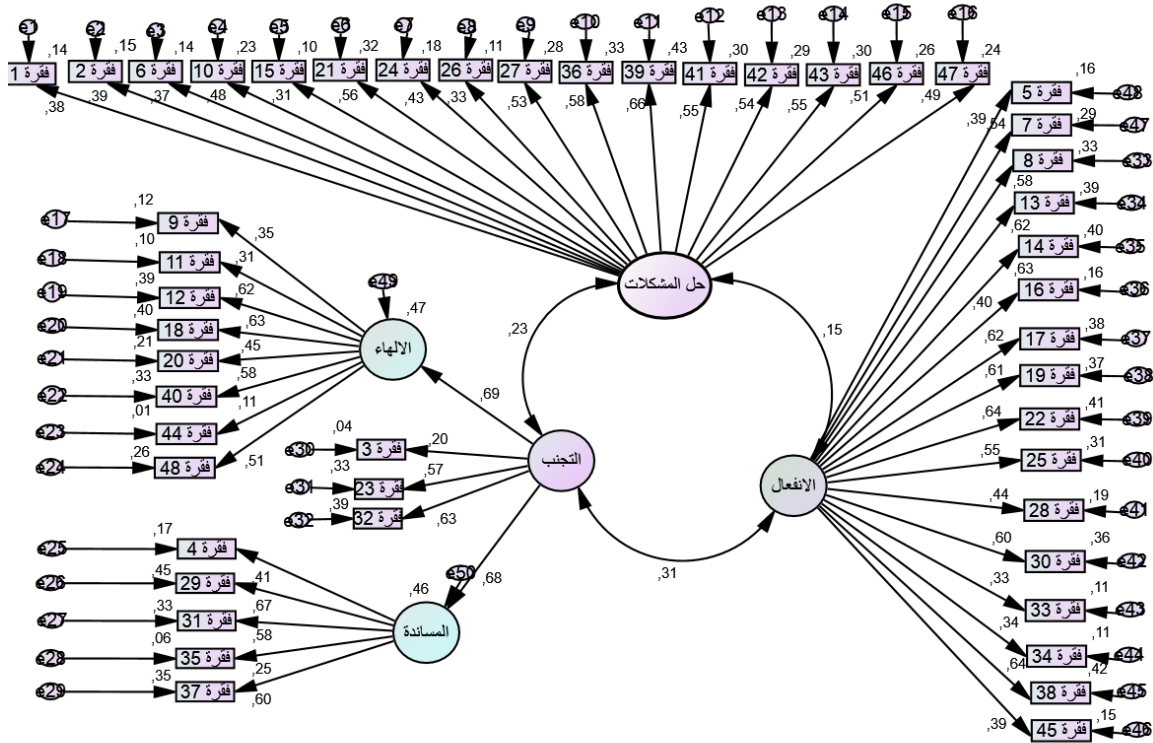 e1 e2 e3 e4 e5 e6 e7 e8 e9 e10 e11 e12 e13 e14 e15 e16
,14 ,15 ,14 ,23 ,10 ,32 ,18 ,11 ,28 ,33 ,43 ,30 ,29 ,30 ,26 ,24
فقرة 1 فقرة 2 فقرة 6 فقرة 10 فقرة 15 فقرة 21 فقرة 24 فقرة 26 فقرة 27 فقرة 36 فقرة 39 فقرة 41 فقرة 42 فقرة 43 فقرة 46 فقرة 47
,38 ,39 ,37 ,48 ,31 ,56 ,43 ,33 ,53 ,58 ,66 ,55 ,54 ,55 ,51 ,49
حل المشكلات
,23
,15
,39 فقرة 5 ,16 e48
,54 فقرة 7 ,29 e47
,58 فقرة 8 ,33 e33
,62 فقرة 13 ,39 e34
,63 فقرة 14 ,40 e35
,40 فقرة 16 ,16 e36
,62 فقرة 17 ,38 e37
,61 فقرة 19 ,37 e38
,64 فقرة 22 ,41 e39
,55 فقرة 25 ,31 e40
,44 فقرة 28 ,19 e41
,60 فقرة 30 ,36 e42
,33 فقرة 33 ,11 e43
,34 فقرة 34 ,11 e44
,64 فقرة 38 ,42 e45
,39 فقرة 45 ,15 e46
الانفعال
,31
e17 ,12 فقرة 9 ,35
e18 ,10 فقرة 11 ,31
e19 ,39 فقرة 12 ,62
e20 ,40 فقرة 18 ,63
e21 ,21 فقرة 20 ,45
e22 ,33 فقرة 40 ,58
e23 ,01 فقرة 44 ,11
e24 ,26 فقرة 48 ,51
e49
,47
الالهاء
,69
التجنب
e30 ,04 فقرة 3 ,20
e31 ,33 فقرة 23 ,57
e32 ,39 فقرة 32 ,63
,68
e50
,46
المساندة
e25 ,17 فقرة 4 ,41
e26 ,45 فقرة 29 ,67
e27 ,33 فقرة 31 ,58
e28 ,06 فقرة 35 ,25
e29 ,35 فقرة 37 ,60